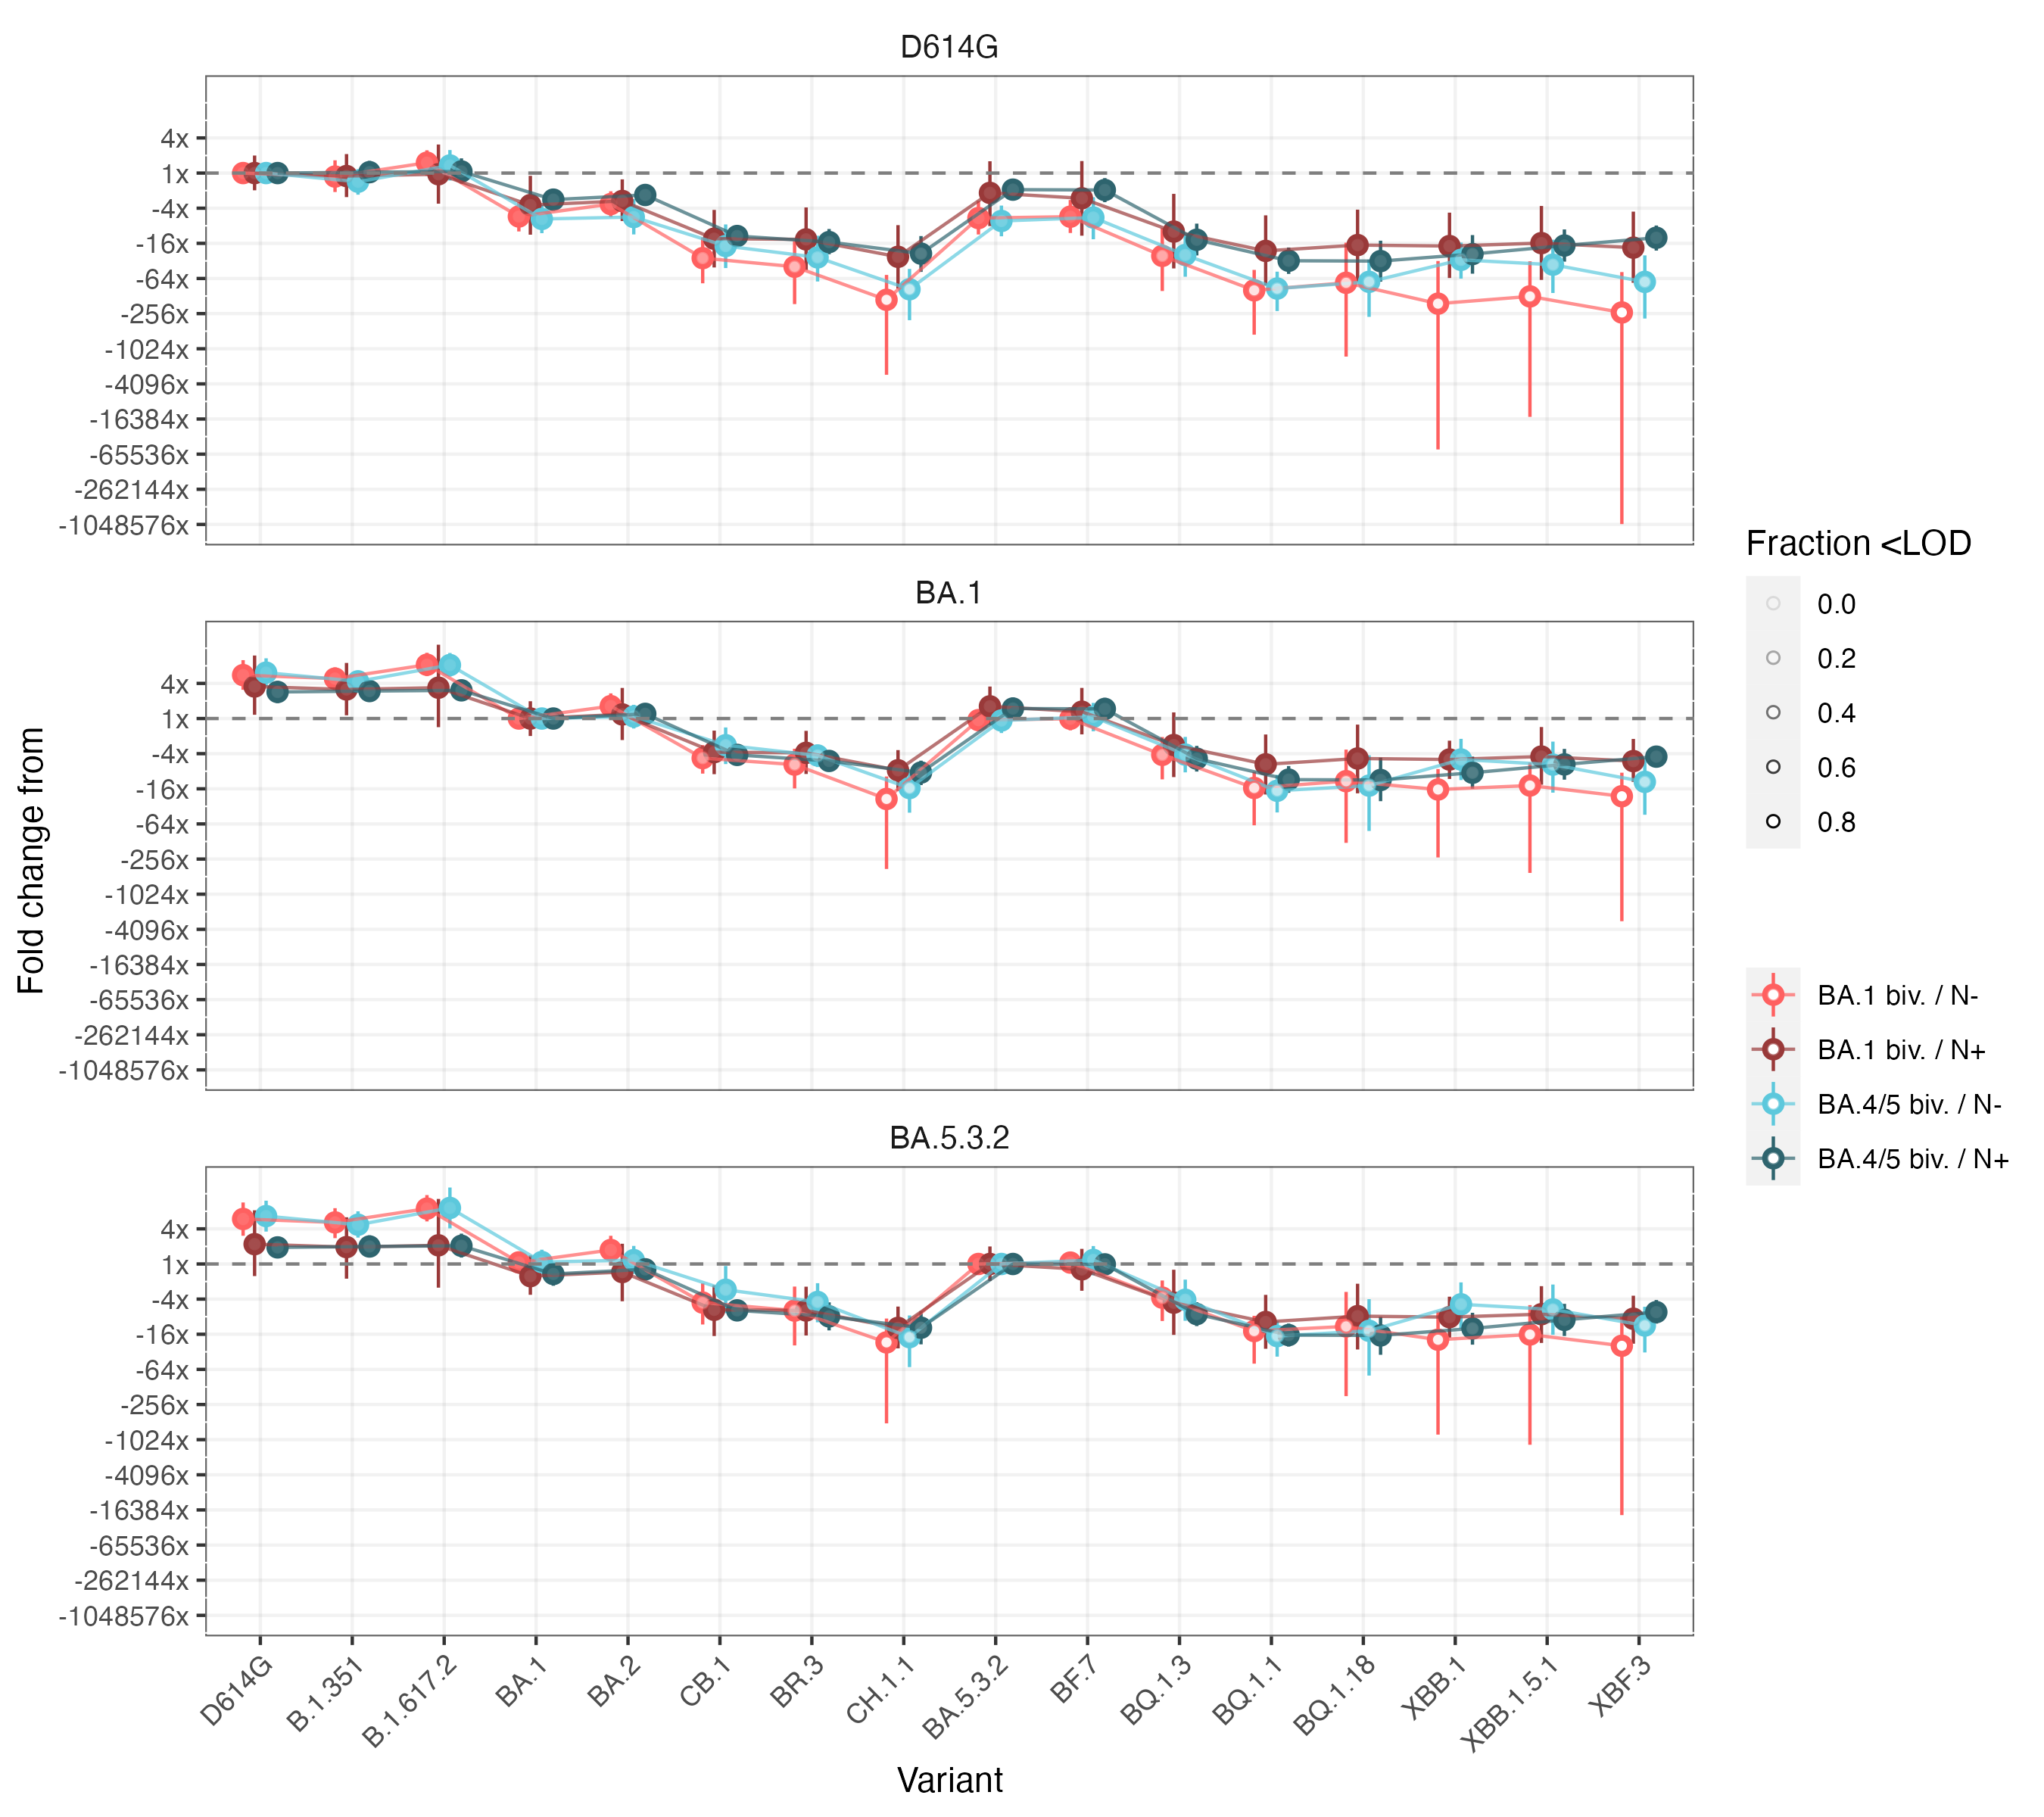 D614G
4x
1x
-4x
-16x
-64x
-256x
-1024x
-4096x
-16384x
-65536x
-262144x
-1048576x
BA.1
4x
1x
-4x
-16x
-64x
-256x
-1024x
-4096x
-16384x
-65536x
-262144x
-1048576x
BA.5.3.2
4x
1x
-4x
-16x
-64x
-256x
-1024x
-4096x
-16384x
-65536x
-262144x
-1048576x
Fold change from
D614G
B.1.351
B.1.617.2
BA.1
BA.2
CB.1
BR.3
CH.1.1
BA.5.3.2
BF.7
BQ.1.3
BQ.1.1
BQ.1.18
XBB.1
XBB.1.5.1
XBF.3
Variant
Fraction <LOD
0.0
0.2
0.4
0.6
0.8
BA.1 biv. / N-
BA.1 biv. / N+
BA.4/5 biv. / N-
BA.4/5 biv. / N+